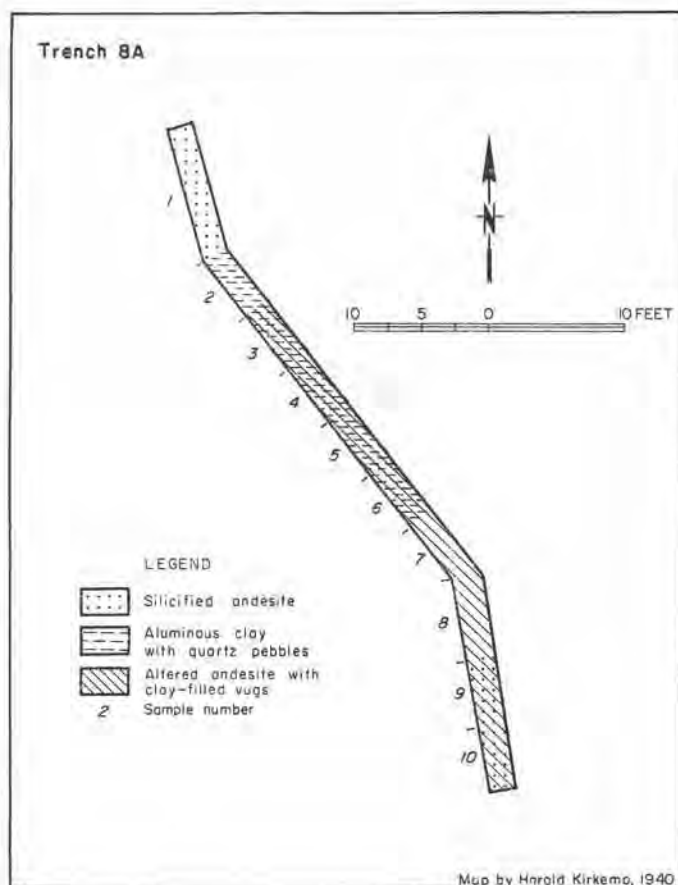 Trench 8A
N
10 5 0 10 FEET
1
2
3
4
5
6
7
8
9
10
LEGEND
Silicified andesite
Aluminous clay
with quartz pebbles
Altered andesite with
clay-filled vugs
2 Sample number
Map by Harold Kirkemo, 1940